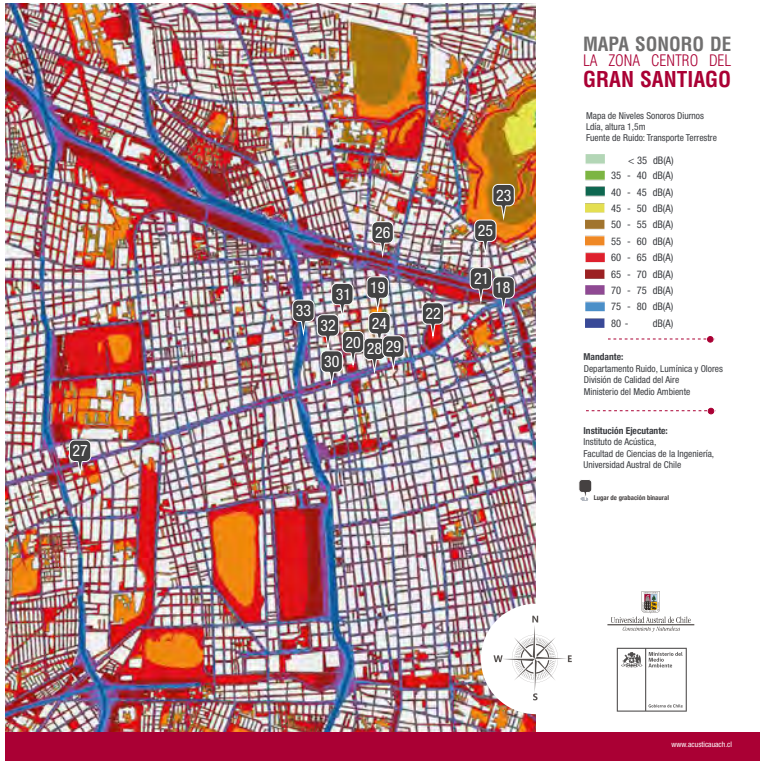 MAPA SONORO DE
LA ZONA CENTRO DEL
GRAN SANTIAGO
Mapa de Niveles Sonoros Diurnos
Ldía, altura 1,5m
Fuente de Ruido: Transporte Terrestre
< 35 dB(A)
35 - 40 dB(A)
40 - 45 dB(A)
45 - 50 dB(A)
50 - 55 dB(A)
55 - 60 dB(A)
60 - 65 dB(A)
65 - 70 dB(A)
70 - 75 dB(A)
75 - 80 dB(A)
80 - dB(A)
Mandante:
Departamento Ruido, Lumínica y Olores
División de Calidad del Aire
Ministerio del Medio Ambiente
Institución Ejecutante:
Instituto de Acústica,
Facultad de Ciencias de la Ingeniería,
Universidad Austral de Chile
Lugar de grabación binaural
23
25
26
21
18
19
31
33
32
24
22
20
28
29
30
27
N
W
E
S
Universidad Austral de Chile
Conocimiento y Naturaleza
Ministerio del
Medio
Ambiente
Gobierno de Chile
www.acusticauach.cl